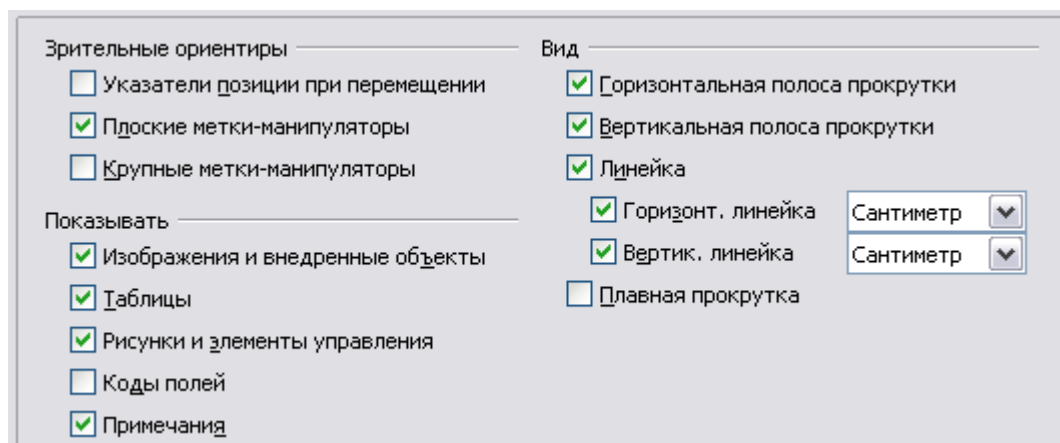 Зрительные ориентиры
Указатели позиции при перемещении
Плоские метки-манипуляторы
Крупные метки-манипуляторы
Показывать
Изображения и внедренные объекты
Таблицы
Рисунки и элементы управления
Коды полей
Примечания
Вид
Горизонтальная полоса прокрутки
Вертикальная полоса прокрутки
Линейка
Горизонт. линейка Сантиметр
Вертик. линейка Сантиметр
Плавная прокрутка